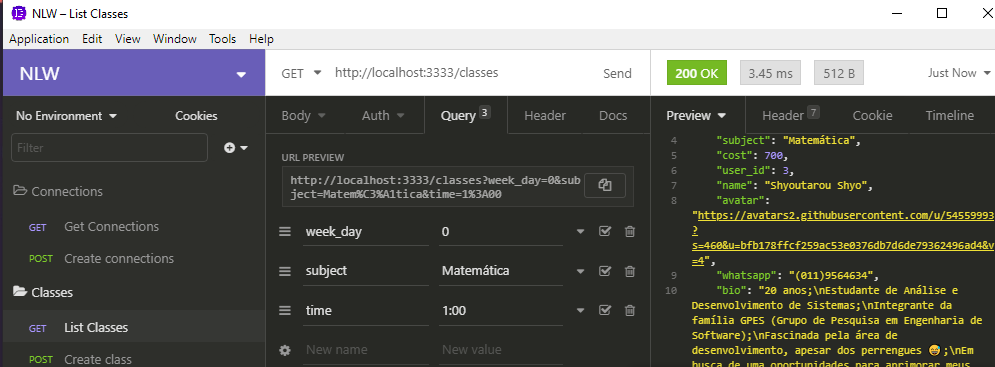 NLW – List Classes
Application Edit View Window Tools Help
NLW
GET http://localhost:3333/classes Send
200 OK 3.45 ms 512 B Just Now
No Environment Cookies
Body Auth Query 3 Header Docs
Preview Header 7 Cookie Timeline
Filter
Connections
GET Get Connections
POST Create connections
Classes
GET List Classes
POST Create class
URL PREVIEW
http://localhost:3333/classes?week_day=0&sub
ject=Matem%C3%A1tica&time=1%3A00
week_day 0
subject Matemática
time 1:00
New name New value
4 "subject": "Matemática",
5 "cost": 700,
6 "user_id": 3,
7 "name": "Shyoutarou Shyo",
8 "avatar":
"https://avatars2.githubusercontent.com/u/54559993
?
s=460&u=bfb178ffcf259ac53e0376db7d6de79362496ad4&v
=4",
9 "whatsapp": "(011)9564634",
10 "bio": "20 anos;\nEstudante de Análise e
Desenvolvimento de Sistemas;\nIntegrante da
família GPES (Grupo de Pesquisa em Engenharia de
Software);\nFascinada pela área de
desenvolvimento, apesar dos perrengues 😅;\nEm
busca de uma oportunidades para aprimorar meus